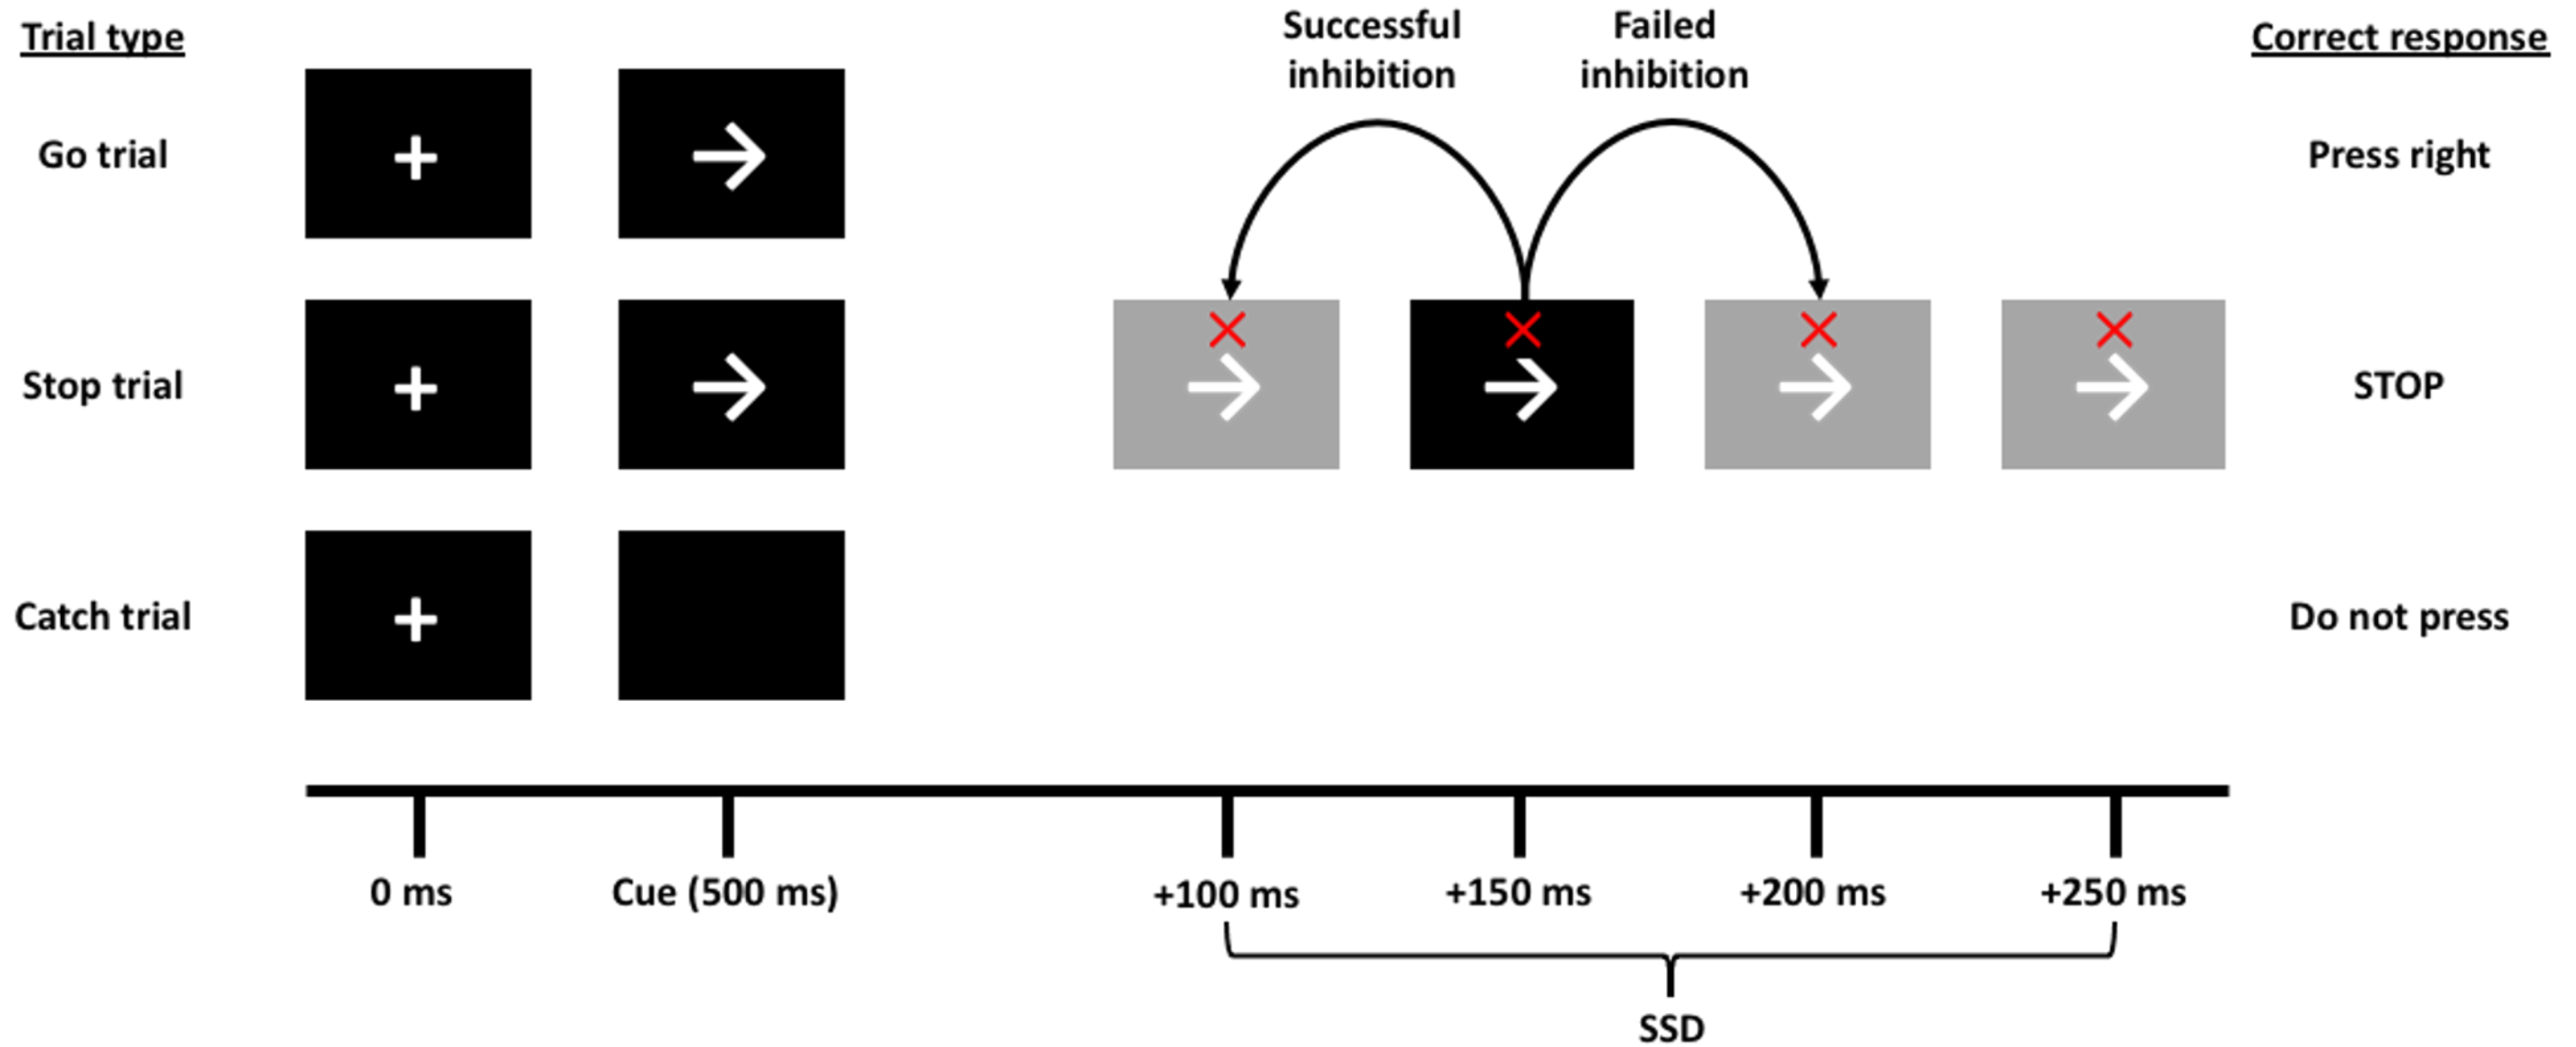 Trial type
Successful
inhibition
Failed
inhibition
Correct response
Go trial
Press right
Stop trial
STOP
Catch trial
Do not press
0 ms
Cue (500 ms)
+100 ms
+150 ms
+200 ms
+250 ms
SSD